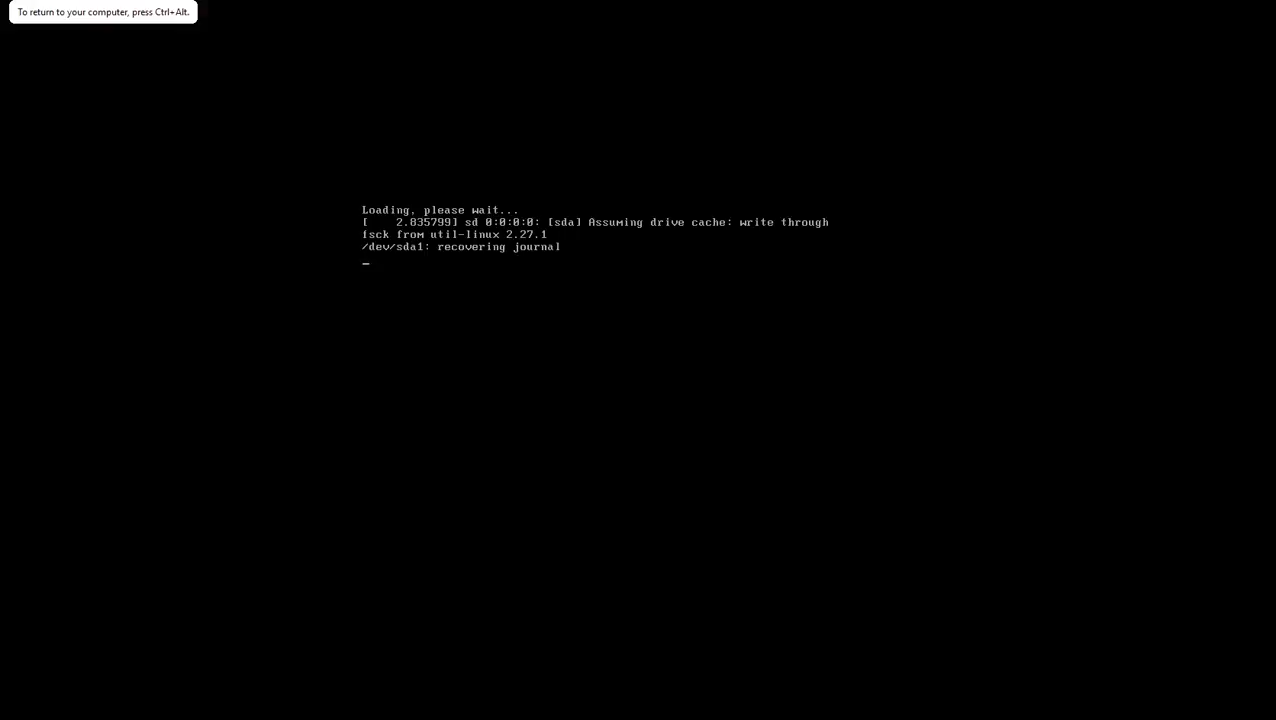 To return to your computer, press Ctrl+Alt.
Loading, please wait...
[    2.835799] sd 0:0:0:0: [sda] Assuming drive cache: write through
fsck from util-linux 2.27.1
/dev/sda1: recovering journal
_